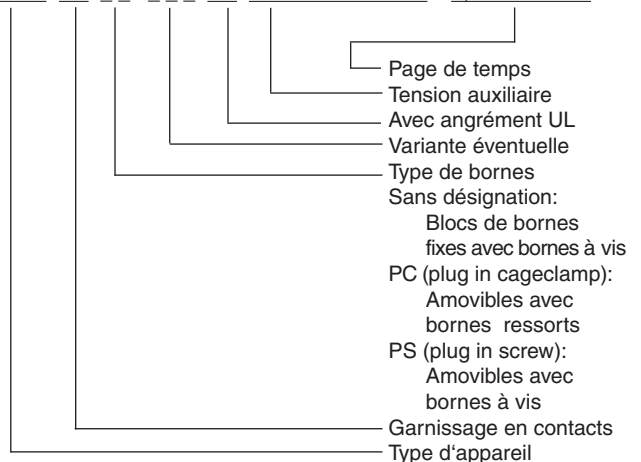 Page de temps
Tension auxiliaire
Avec angrément UL
Variante éventuelle
Type de bornes
Sans désignation:
Blocs de bornes
fixes avec bornes à vis
PC (plug in cageclamp):
Amovibles avec
bornes ressorts
PS (plug in screw):
Amovibles avec
bornes à vis
Garnissage en contacts
Type d‘appareil